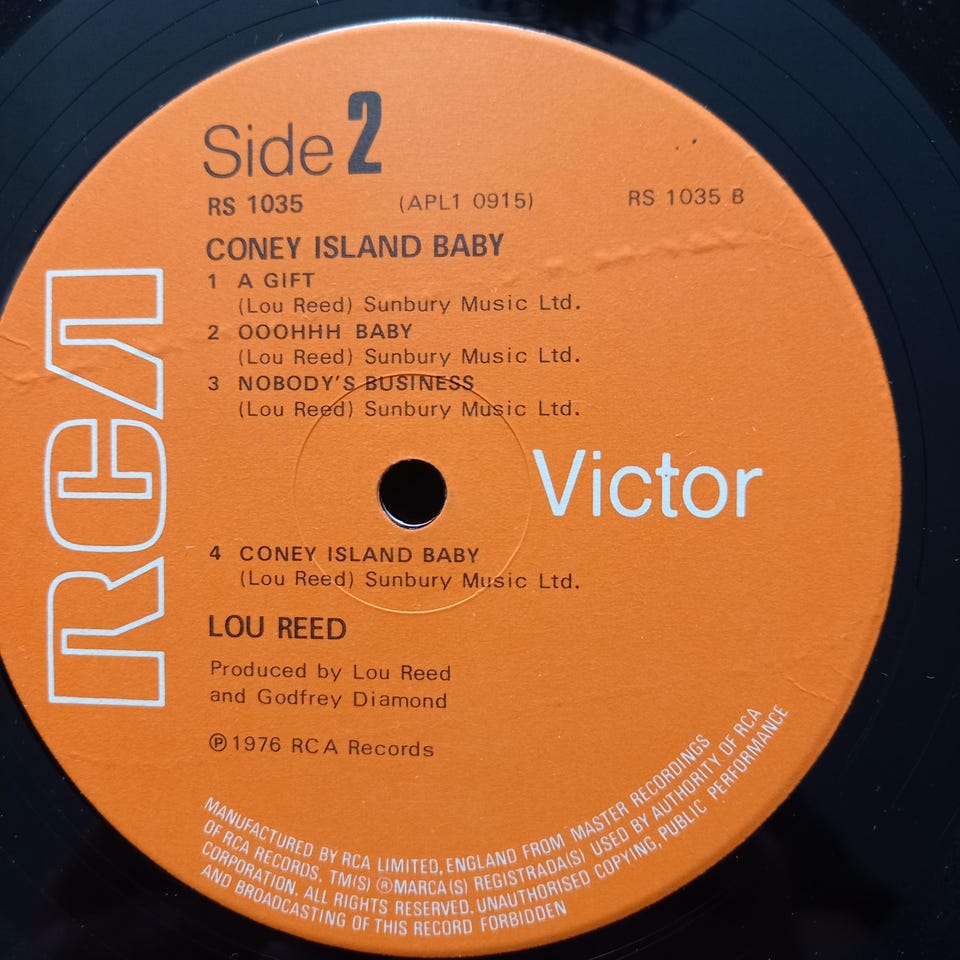 Side 2
RS 1035 (APL1 0915) RS 1035 B
CONEY ISLAND BABY
1 A GIFT
(Lou Reed) Sunbury Music Ltd.
2 OOOHHH BABY
(Lou Reed) Sunbury Music Ltd.
3 NOBODY'S BUSINESS
(Lou Reed) Sunbury Music Ltd.
RCA
Victor
4 CONEY ISLAND BABY
(Lou Reed) Sunbury Music Ltd.
LOU REED
Produced by Lou Reed
and Godfrey Diamond
℗1976 RCA Records
MANUFACTURED BY RCA LIMITED, ENGLAND FROM MASTER RECORDINGS
OF RCA RECORDS. TM(S) ®MARCA(S) REGISTRADA(S) USED BY AUTHORITY OF RCA
CORPORATION. ALL RIGHTS RESERVED. UNAUTHORISED COPYING, PUBLIC PERFORMANCE
AND BROADCASTING OF THIS RECORD FORBIDDEN